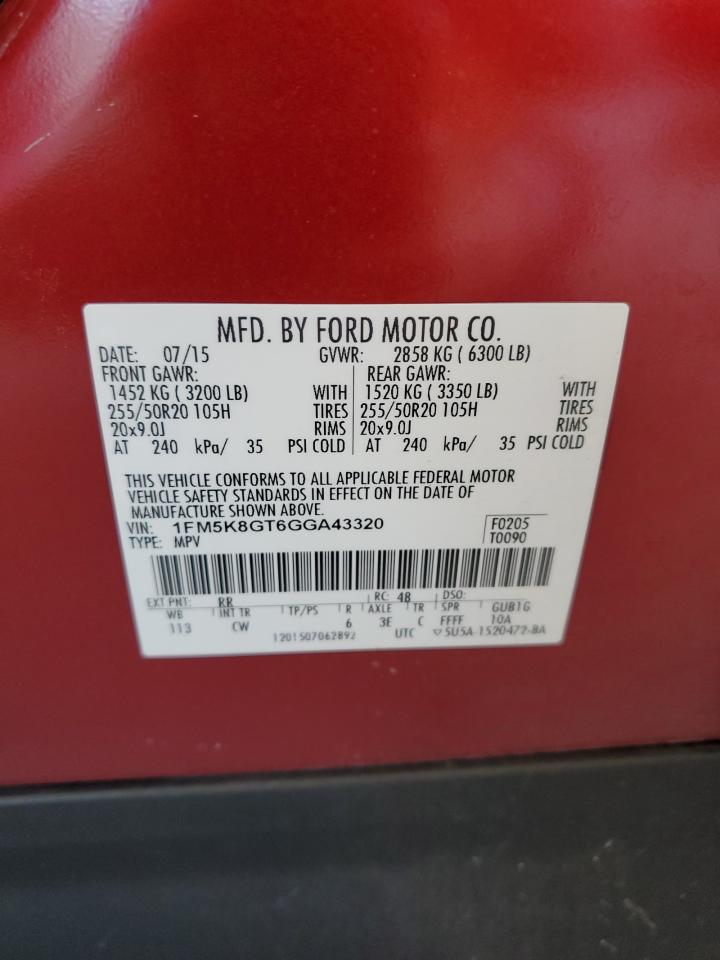 MFD. BY FORD MOTOR CO.
DATE: 07/15 GVWR: 2858 KG ( 6300 LB)
FRONT GAWR: REAR GAWR:
1452 KG ( 3200 LB) WITH 1520 KG ( 3350 LB) WITH
255/50R20 105H TIRES 255/50R20 105H TIRES
20x9.0J RIMS 20x9.0J RIMS
AT 240 kPa/ 35 PSI COLD AT 240 kPa/ 35 PSI COLD
THIS VEHICLE CONFORMS TO ALL APPLICABLE FEDERAL MOTOR
VEHICLE SAFETY STANDARDS IN EFFECT ON THE DATE OF
MANUFACTURE SHOWN ABOVE.
VIN: 1FM5K8GT6GGA43320 F0205
TYPE: MPV T0090
EXT PNT: RR RC: 48 DSO:
WB INT TR TP/PS R AXLE TR SPR GUB1G
113 CW 6 3E C FFFF 10A
1201507062892 UTC ▽5U5A-1520472-BA